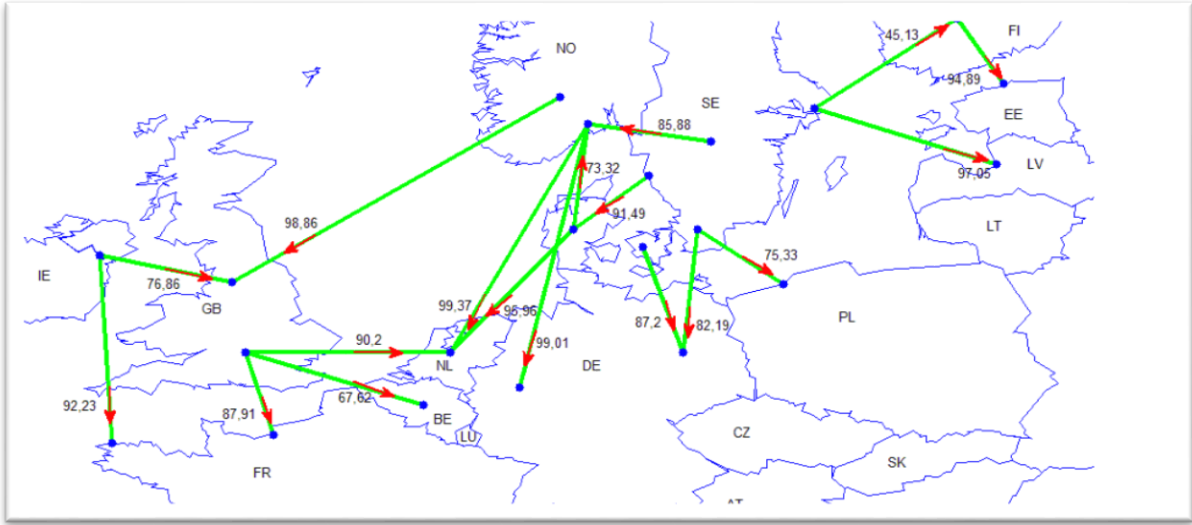 45,13
FI
NO
94,89
SE
EE
85,88
LV
73,32
97,05
91,49
98,86
LT
75,33
IE
76,86
GB
99,37
95,96
87,2
82,19
PL
90,2
99,01
NL
DE
67,62
92,23
87,91
BE
CZ
LU
SK
FR
AT